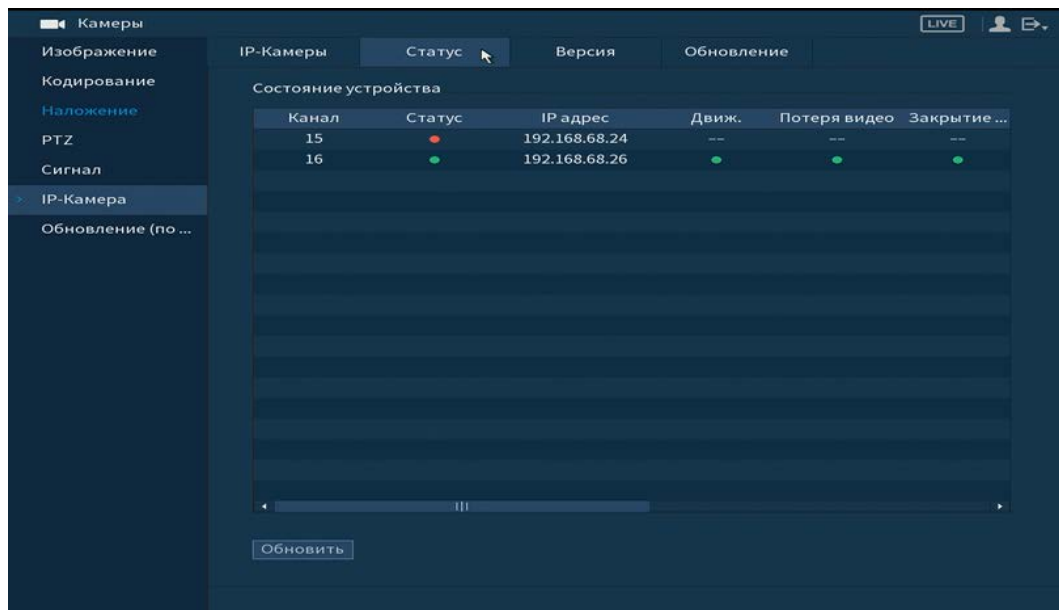 Камеры
LIVE
Изображение
Кодирование
Наложение
PTZ
Сигнал
IP-Камера
Обновление (по ...
IP-Камеры Статус Версия Обновление
Состояние устройства
Канал Статус IP адрес Движ. Потеря видео Закрытие ...
15 192.168.68.24 -- -- --
16 192.168.68.26
Обновить